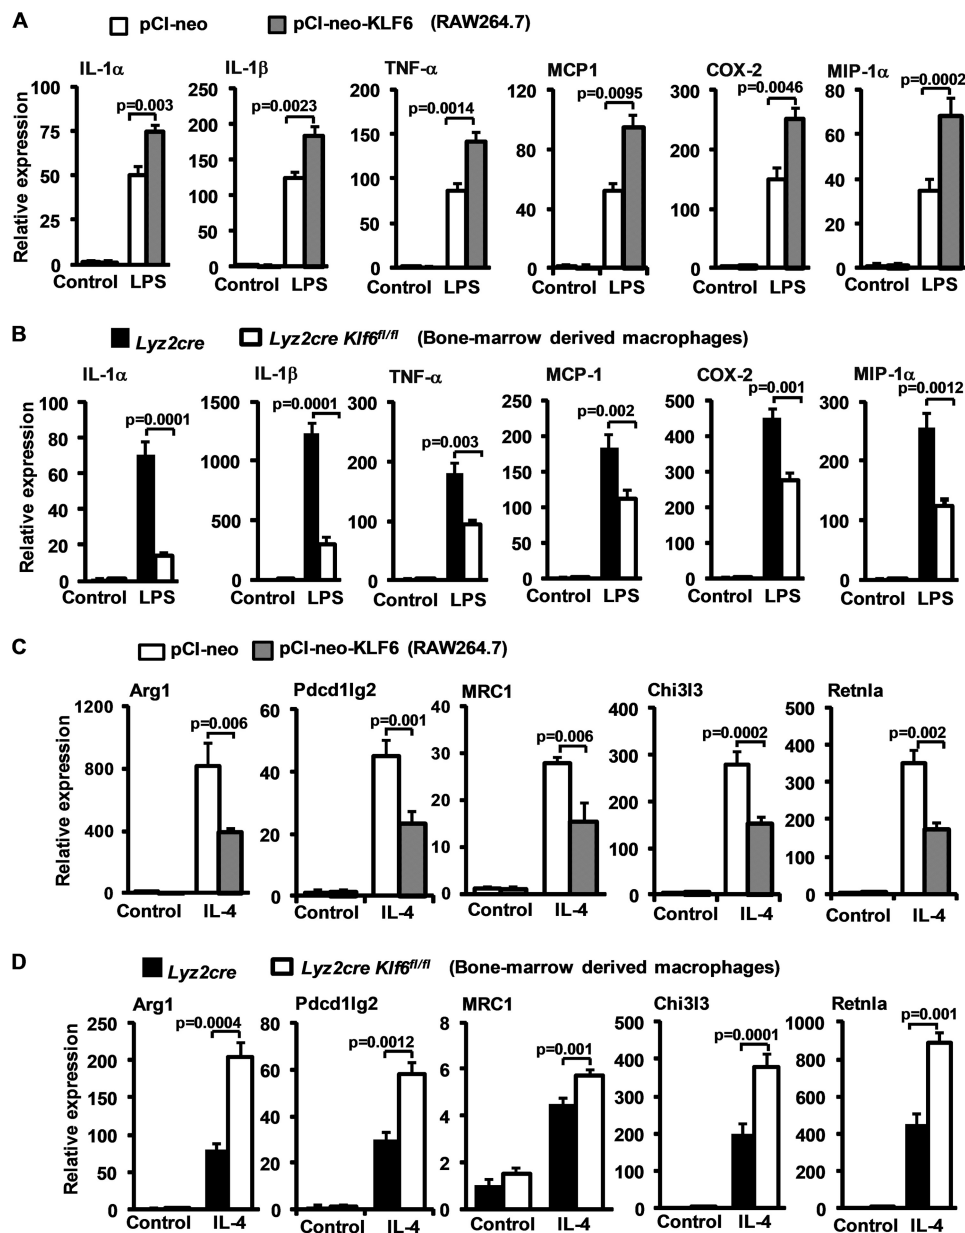 A
pCI-neo pCI-neo-KLF6 (RAW264.7)
IL-1α IL-1β TNF-α MCP1 COX-2 MIP-1α
Relative expression
100 75 50 25 0
p=0.003
Control LPS
250 200 150 100 50 0
p=0.0023
Control LPS
200 150 100 50 0
p=0.0014
Control LPS
120 80 40 0
p=0.0095
Control LPS
300 200 100 0
p=0.0046
Control LPS
80 60 40 20 0
p=0.0002
Control LPS
B
Lyz2cre Lyz2cre Klf6fl/fl (Bone-marrow derived macrophages)
IL-1α IL-1β TNF-α MCP-1 COX-2 MIP-1α
Relative expression
100 80 60 40 20 0
p=0.0001
Control LPS
1500 1000 500 0
p=0.0001
Control LPS
300 200 100 0
p=0.003
Control LPS
250 200 150 100 50 0
p=0.002
Control LPS
500 400 300 200 100 0
p=0.001
Control LPS
300 200 100 0
p=0.0012
Control LPS
C
pCI-neo pCI-neo-KLF6 (RAW264.7)
Arg1 Pdcd1lg2 MRC1 Chi3l3 Retnla
Relative expression
1200 800 400 0
p=0.006
Control IL-4
60 40 20 0
p=0.001
Control IL-4
40 30 20 10 0
p=0.006
Control IL-4
400 300 200 100 0
p=0.0002
Control IL-4
500 400 300 200 100 0
p=0.002
Control IL-4
D
Lyz2cre Lyz2cre Klf6fl/fl (Bone-marrow derived macrophages)
Arg1 Pdcd1lg2 MRC1 Chi3l3 Retnla
Relative expression
250 200 150 100 50 0
p=0.0004
Control IL-4
80 60 40 20 0
p=0.0012
Control IL-4
8 6 4 2 0
p=0.001
Control IL-4
500 400 300 200 100 0
p=0.0001
Control IL-4
1000 800 600 400 200 0
p=0.001
Control IL-4